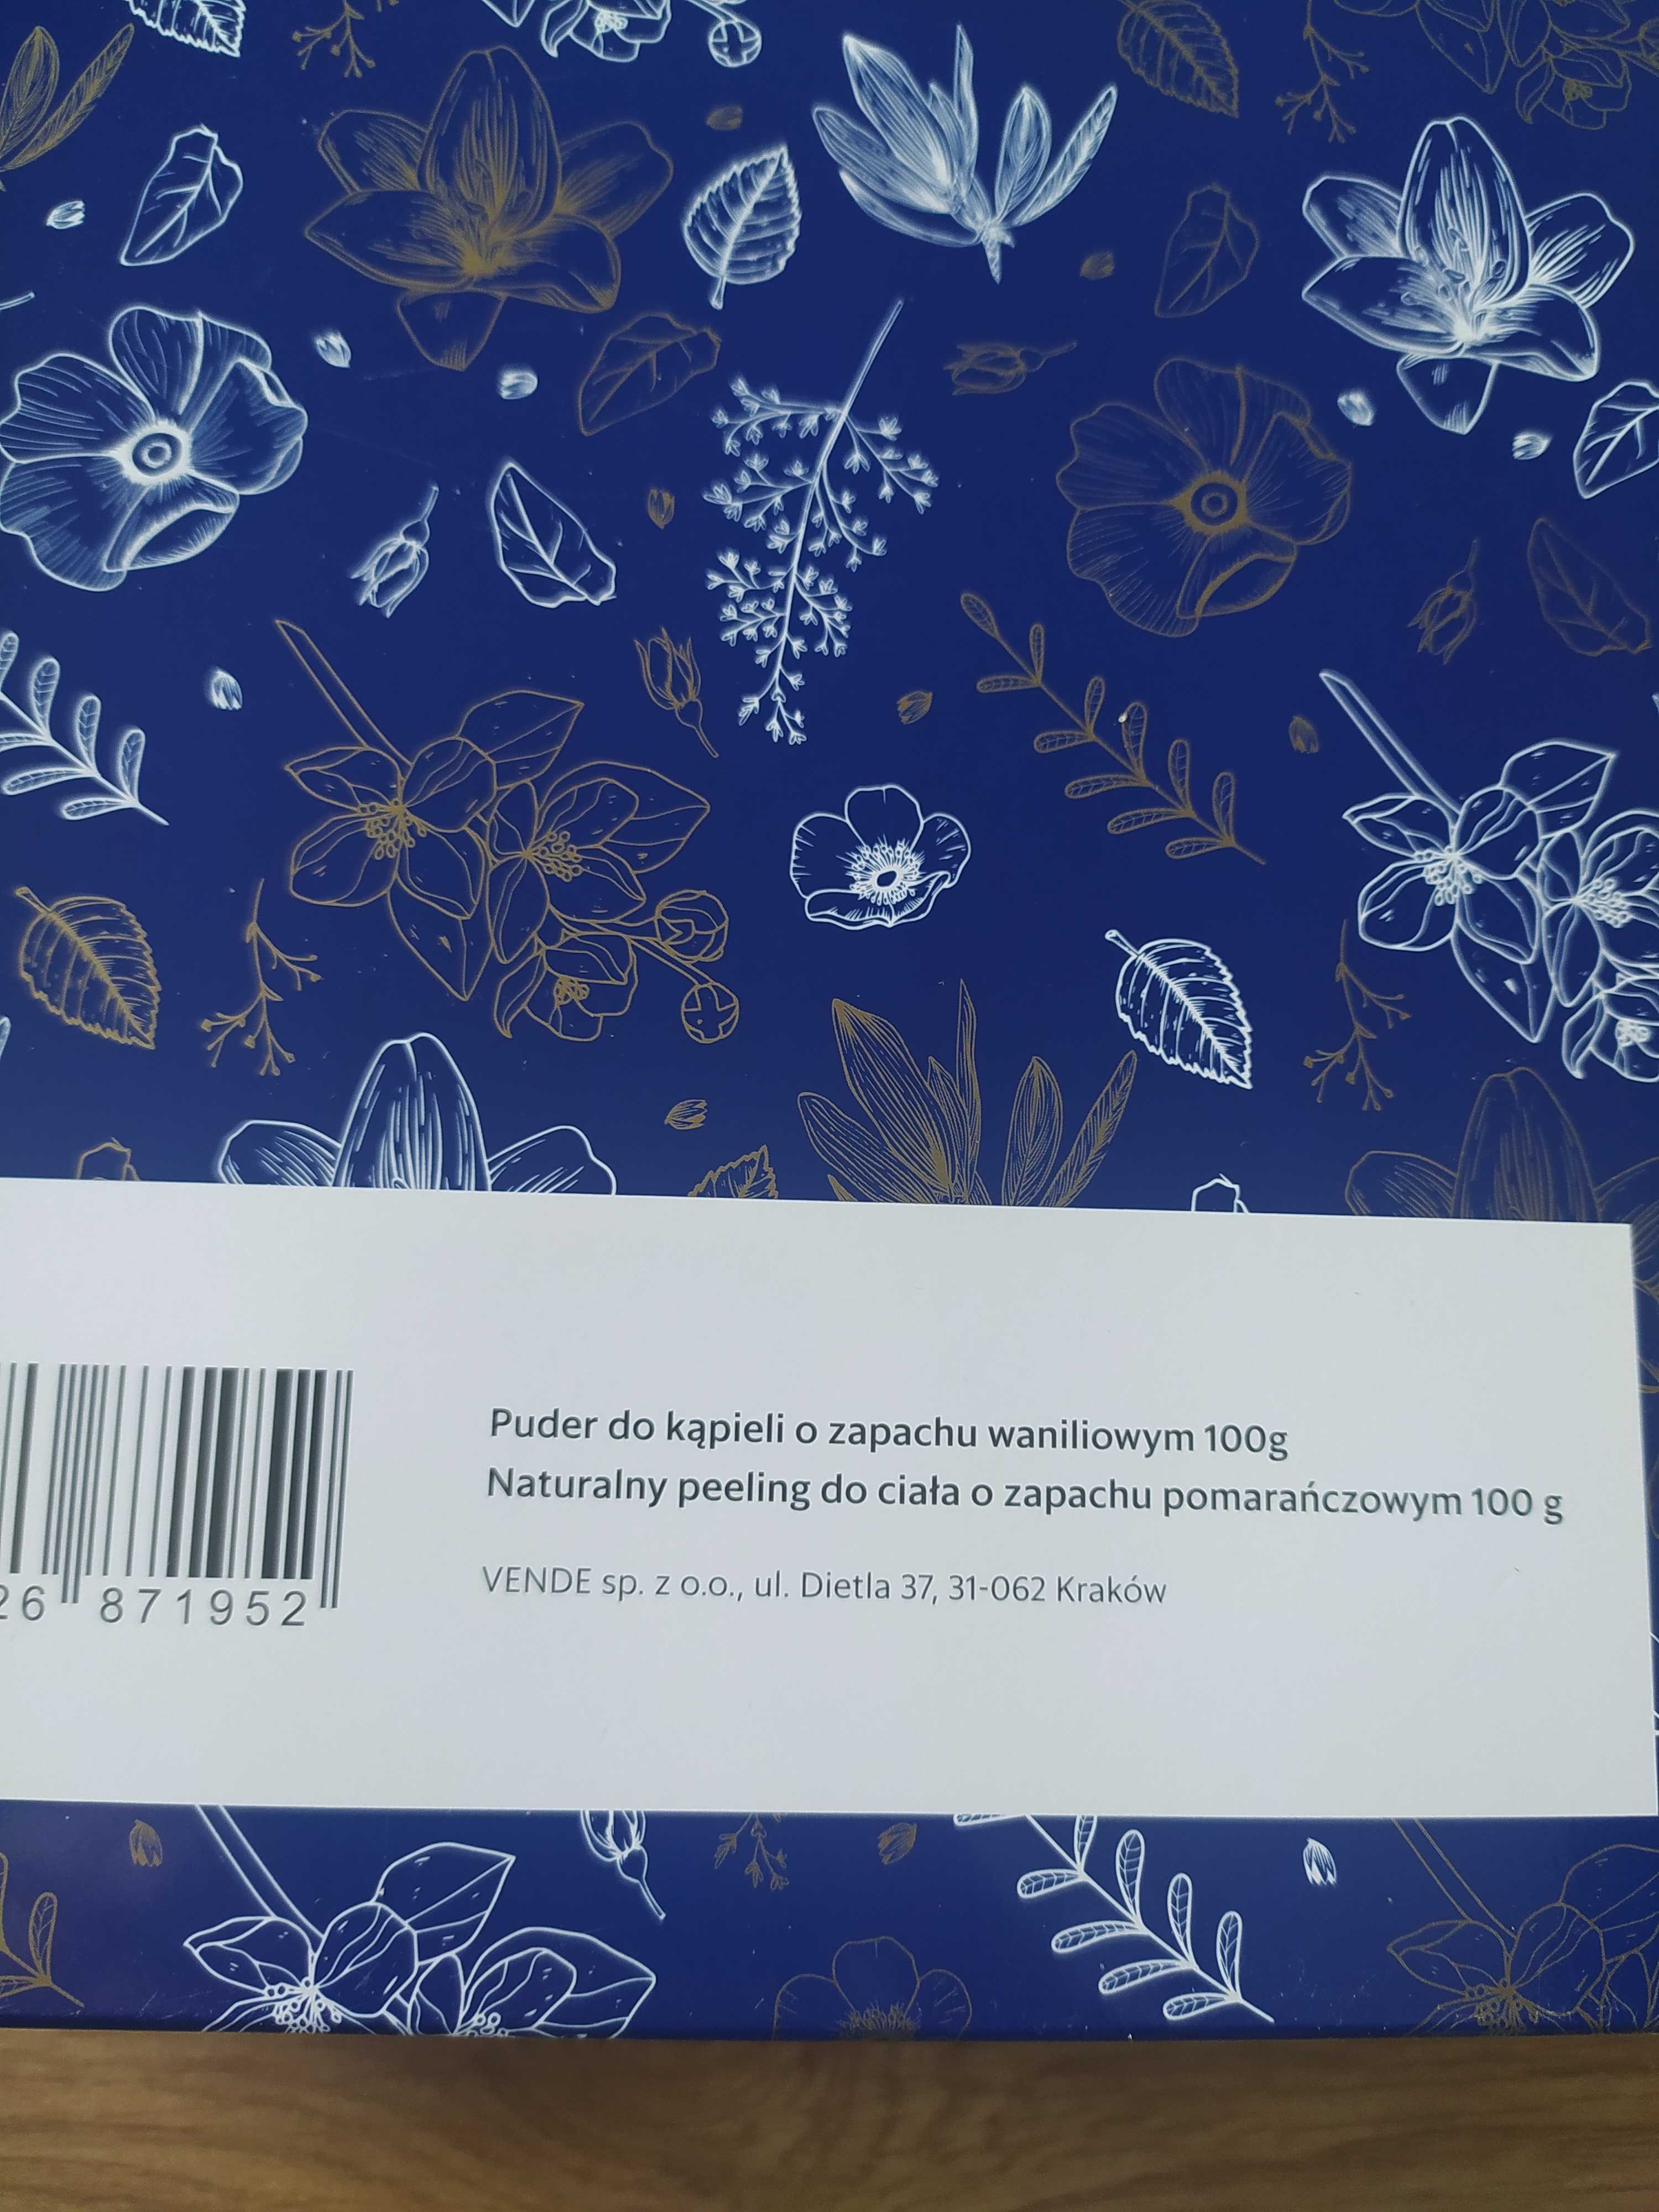 Puder do kąpieli o zapachu waniliowym 100g
Naturalny peeling do ciała o zapachu pomarańczowym 100 g
VENDE sp. z o.o., ul. Dietla 37, 31-062 Kraków
26 871952